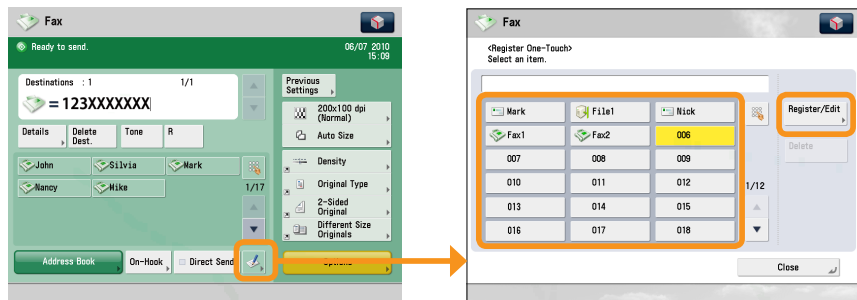 Fax
Ready to send.
06/07 2010
15:09
Destinations : 1
1/1
= 123XXXXXXX
Previous
Settings
200x100 dpi
(Normal)
Auto Size
Details
Delete
Dest.
Tone
R
Density
John
Silvia
Mark
Nancy
Mike
1/17
Original Type
2-Sided
Original
Different Size
Originals
Address Book
On-Hook
Direct Send
Fax
<Register One-Touch>
Select an item.
Mark
File1
Nick
Register/Edit
Fax1
Fax2
006
Delete
007
008
009
010
011
012
1/12
013
014
015
016
017
018
Close